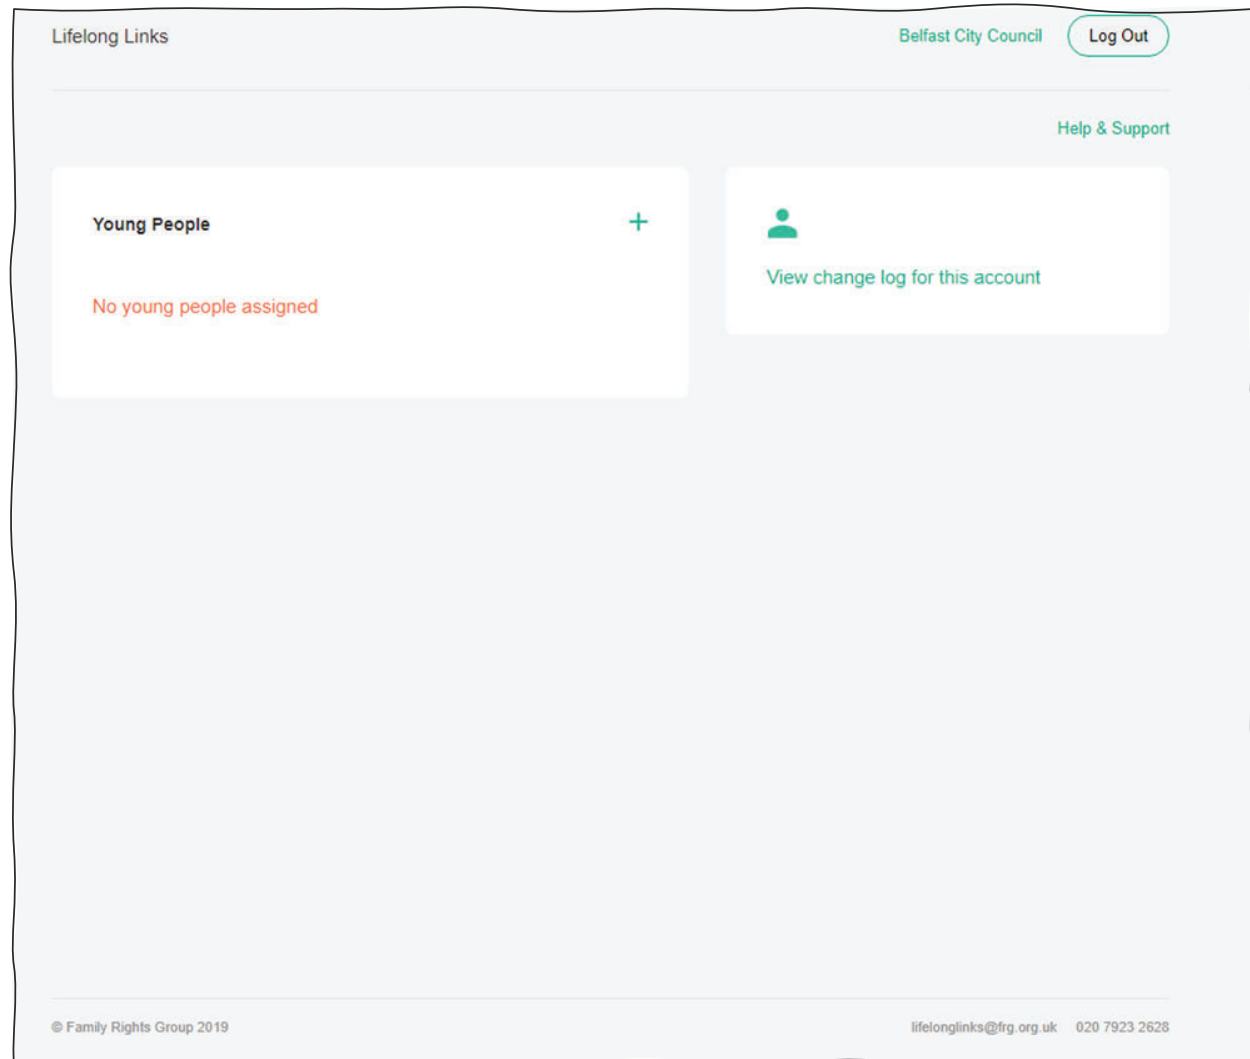 Lifelong Links
Belfast City Council
Log Out
Help & Support
Young People
+
No young people assigned
View change log for this account
© Family Rights Group 2019
lifelonglinks@frg.org.uk 020 7923 2628